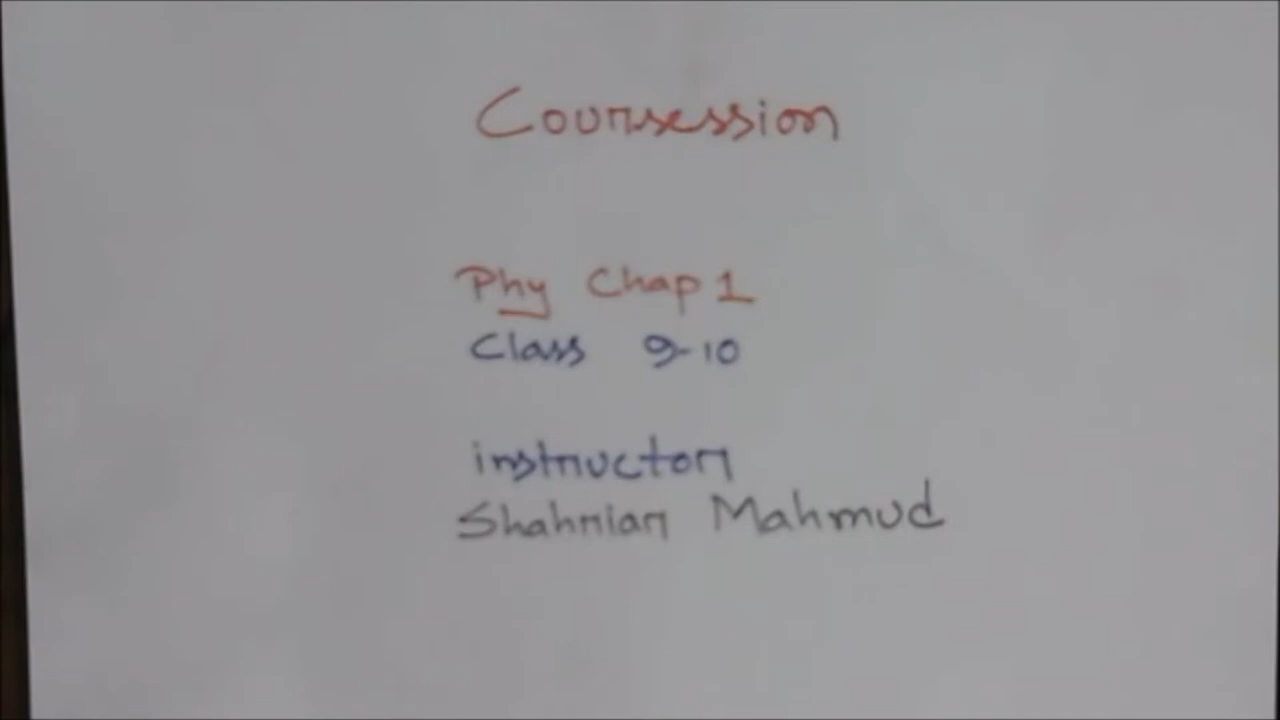 Coursession
Phy Chap 1
Class 9-10
instructor
Shahriar Mahmud